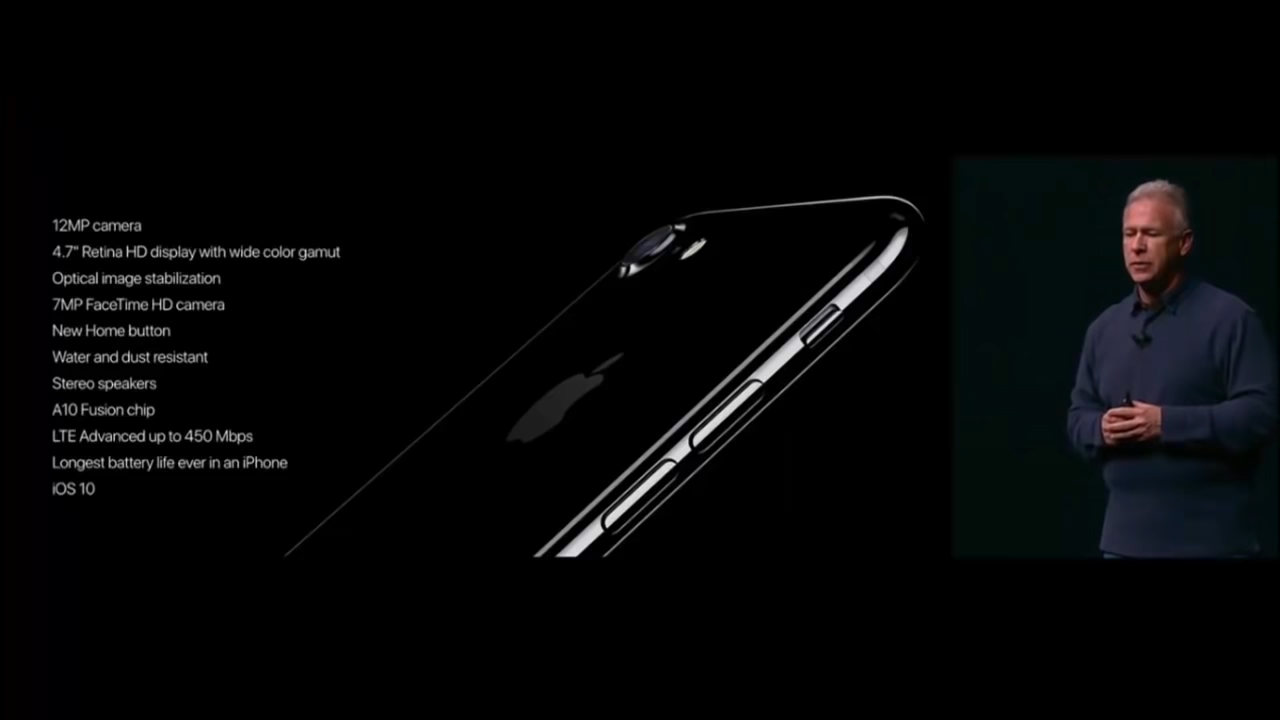 12MP camera
4.7" Retina HD display with wide color gamut
Optical image stabilization
7MP FaceTime HD camera
New Home button
Water and dust resistant
Stereo speakers
A10 Fusion chip
LTE Advanced up to 450 Mbps
Longest battery life ever in an iPhone
iOS 10